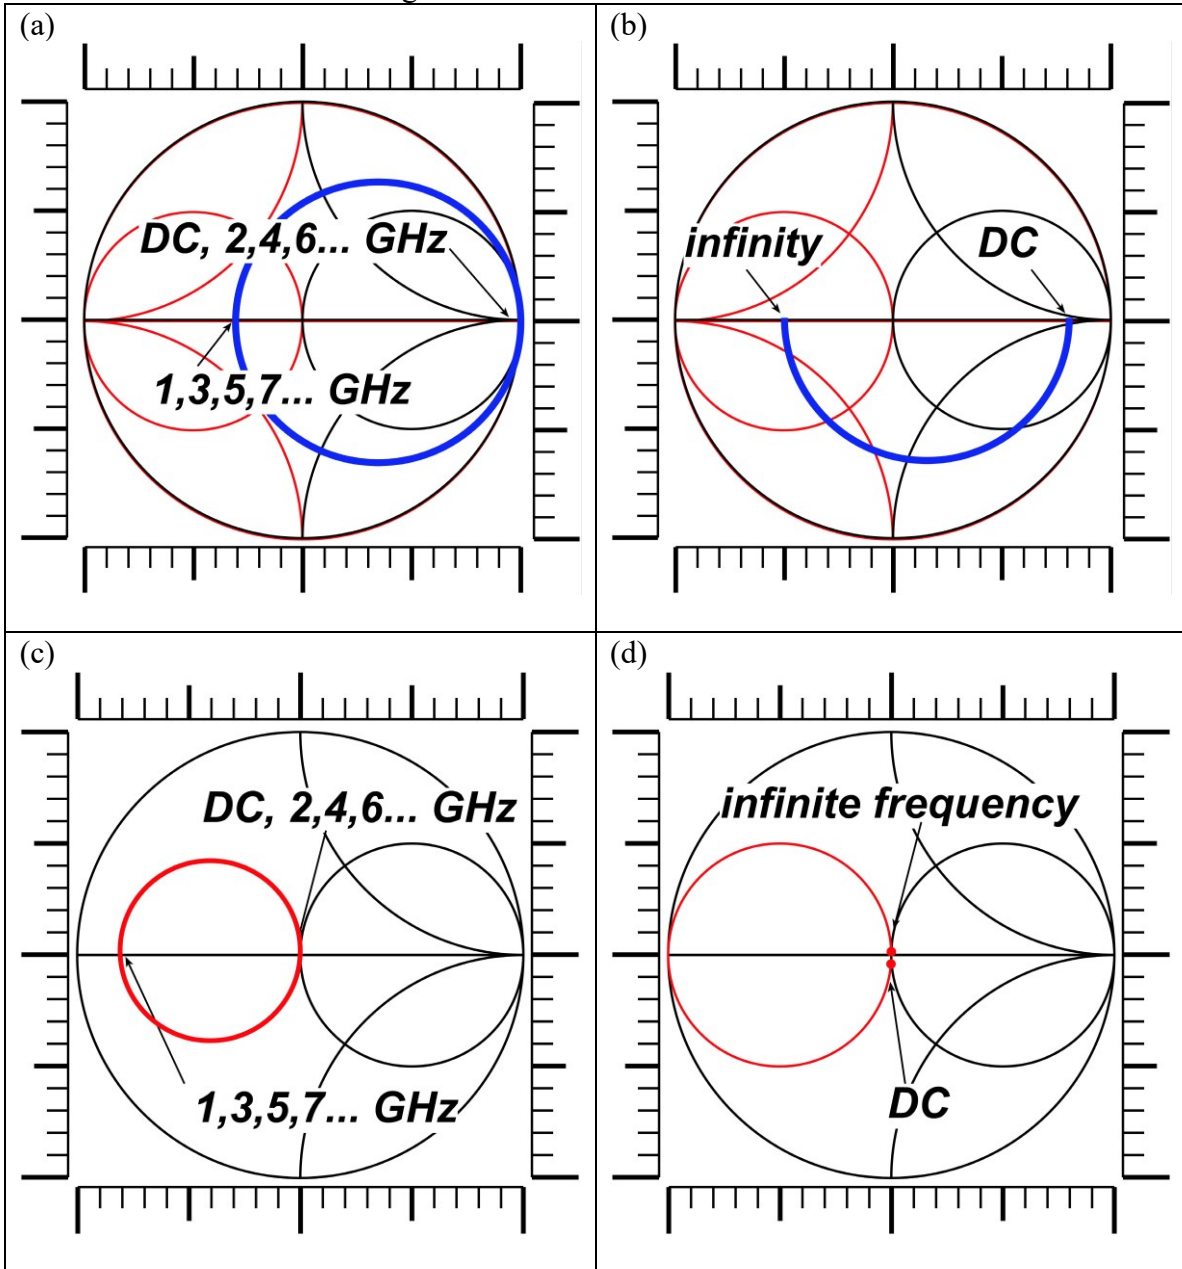 (a)
DC, 2,4,6... GHz
1,3,5,7... GHz
(b)
infinity
DC
(c)
DC, 2,4,6... GHz
1,3,5,7... GHz
(d)
infinite frequency
DC